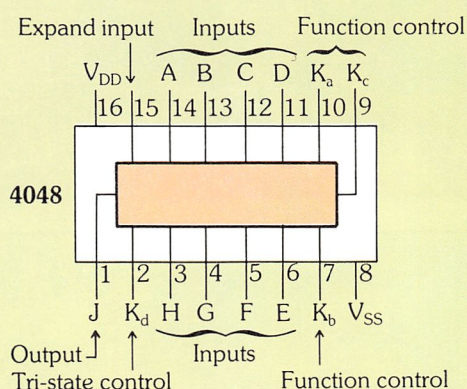 Expand input Inputs Function control
V_DD A B C D K_a K_c
16 15 14 13 12 11 10 9
4048
1 2 3 4 5 6 7 8
J K_d H G F E K_b V_SS
Output Inputs
Tri-state control Function control